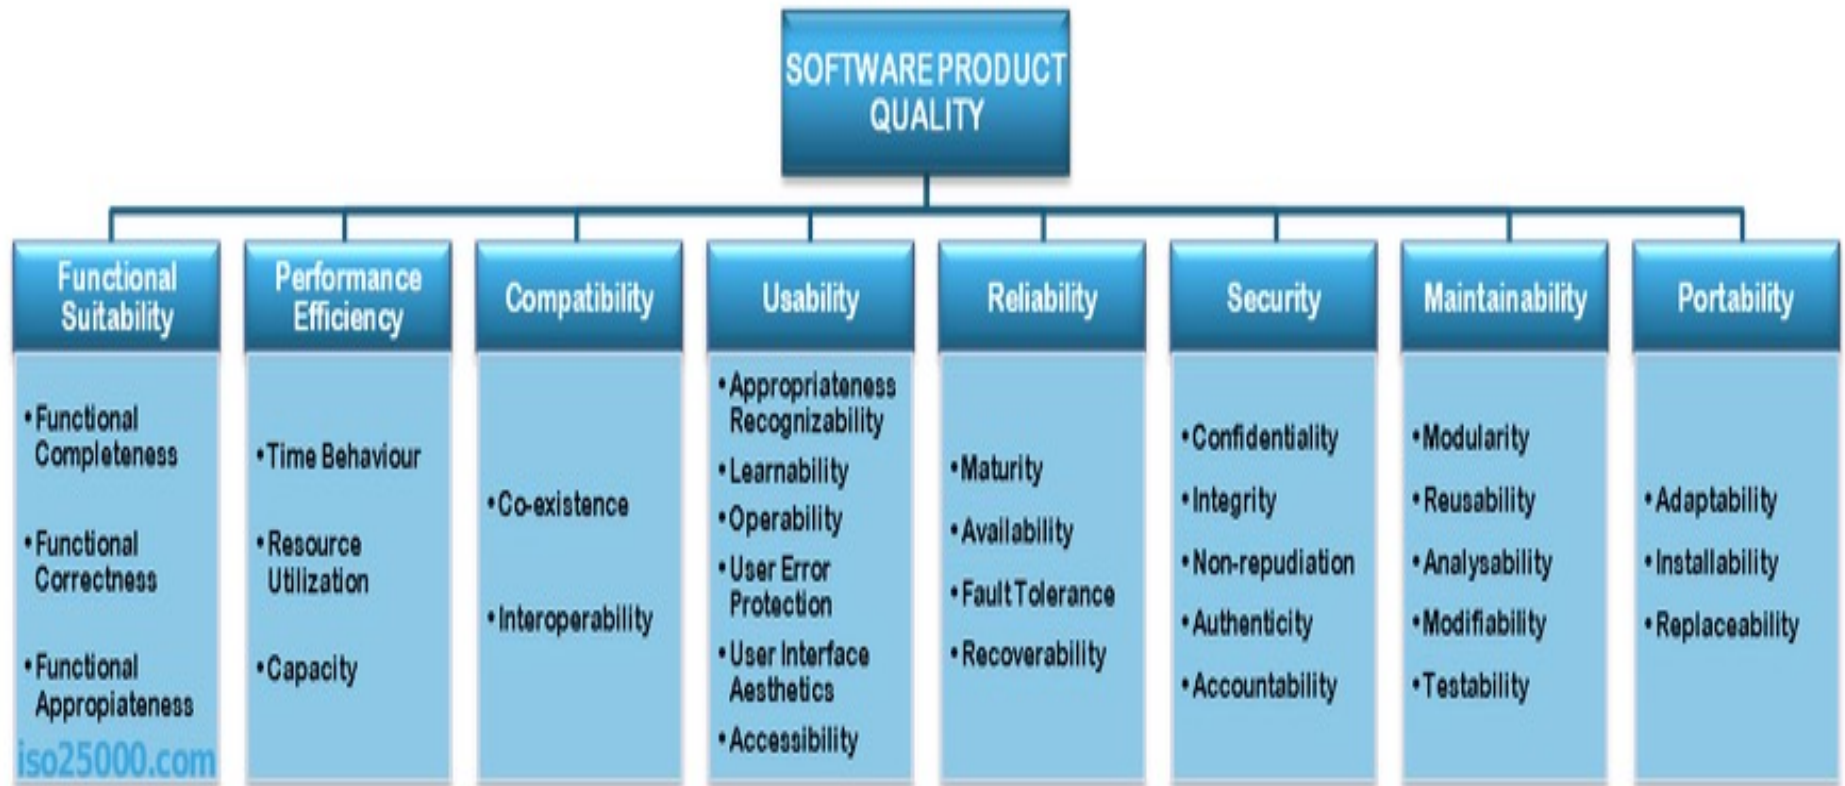 SOFTWARE PRODUCT
QUALITY
Functional
Suitability
• Functional
Completeness
• Functional
Correctness
• Functional
Appropiateness
iso25000.com
Performance
Efficiency
• Time Behaviour
• Resource
Utilization
• Capacity
Compatibility
• Co-existence
• Interoperability
Usability
• Appropriateness
Recognizability
• Learnability
• Operability
• User Error
Protection
• User Interface
Aesthetics
• Accessibility
Reliability
• Maturity
• Availability
• Fault Tolerance
• Recoverability
Security
• Confidentiality
• Integrity
• Non-repudiation
• Authenticity
• Accountability
Maintainability
• Modularity
• Reusability
• Analysability
• Modifiability
• Testability
Portability
• Adaptability
• Installability
• Replaceability